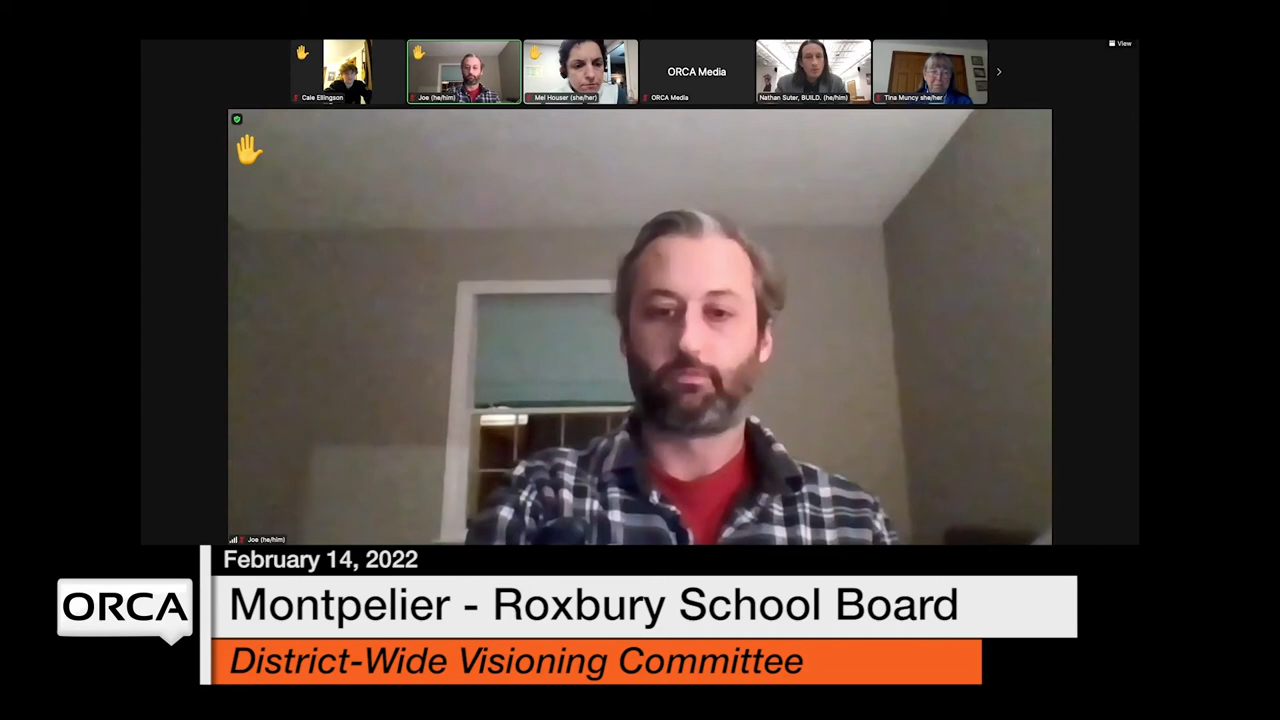 View
Cale Ellingson
Joe (he/him)
Mel Houser (she/her)
ORCA Media
ORCA Media
Nathan Suter, BUILD. (he/him)
Tina Muncy she/her
Joe (he/him)
February 14, 2022
ORCA
Montpelier - Roxbury School Board
District-Wide Visioning Committee